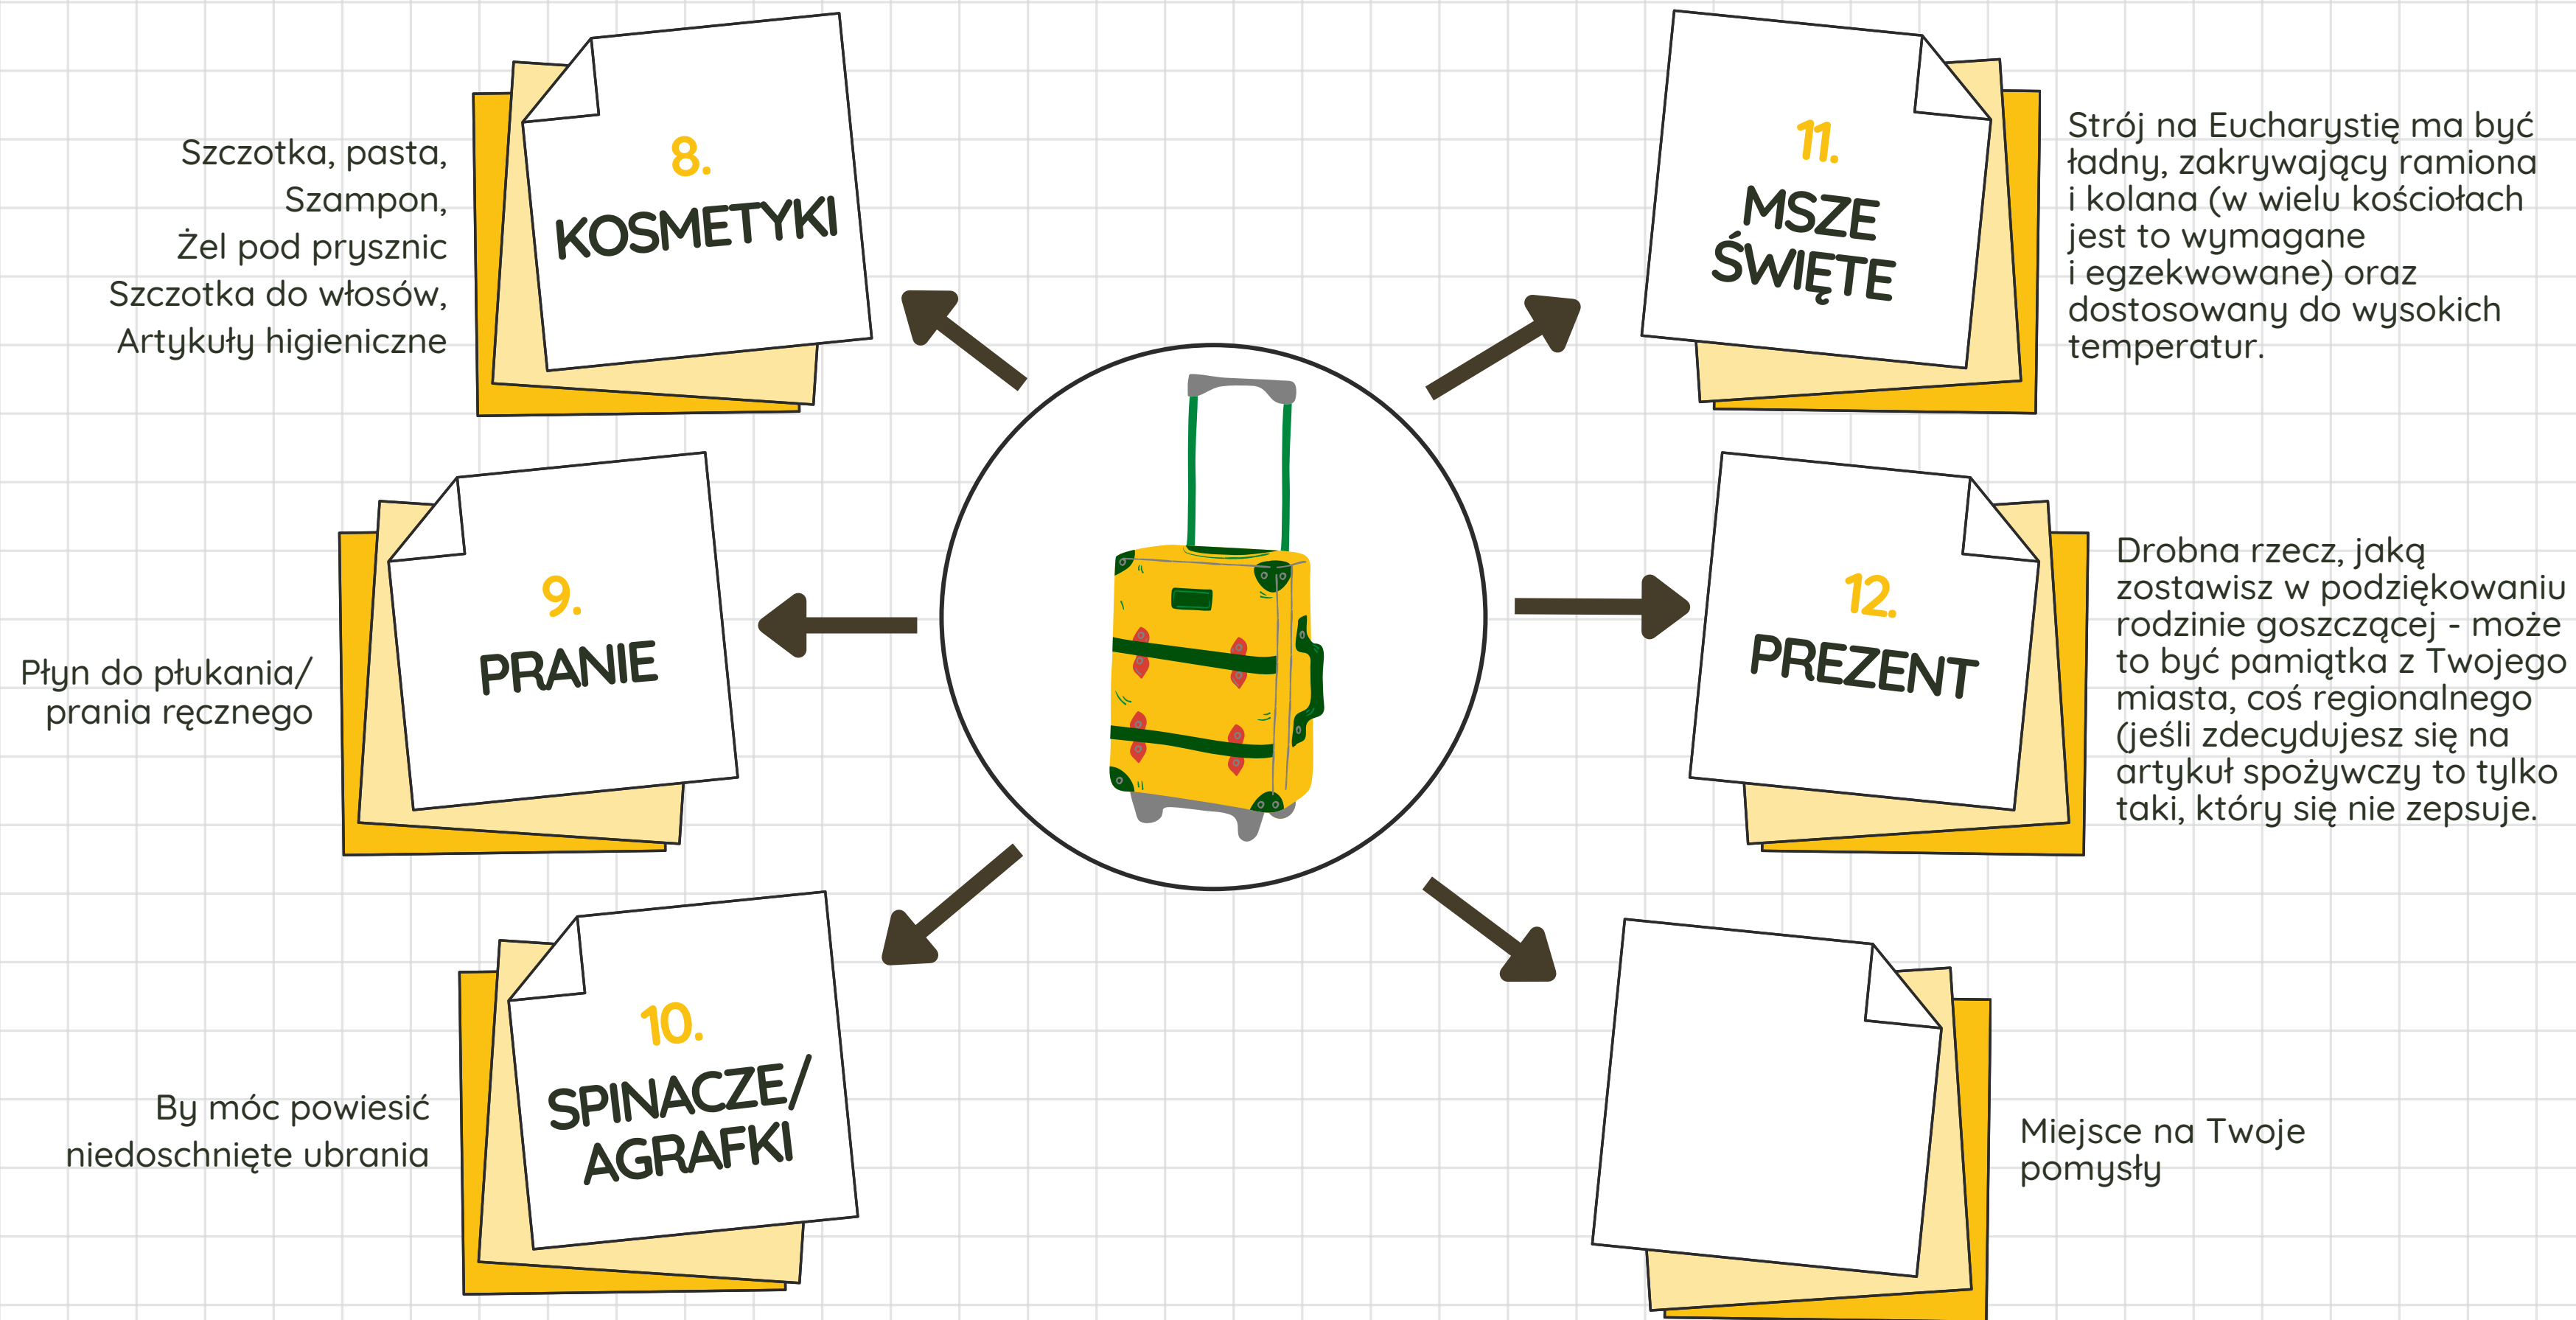 8.
KOSMETYKI
Szczotka, pasta,
Szampon,
Żel pod prysznic
Szczotka do włosów,
Artykuły higieniczne
9.
PRANIE
Płyn do płukania/
prania ręcznego
10.
SPINACZE/
AGRAFKI
By móc powiesić
niedoschnięte ubrania
11.
MSZE
ŚWIĘTE
Strój na Eucharystię ma być
ładny, zakrywający ramiona
i kolana (w wielu kościołach
jest to wymagane
i egzekwowane) oraz
dostosowany do wysokich
temperatur.
12.
PREZENT
Drobna rzecz, jaką
zostawisz w podziękowaniu
rodzinie goszczącej - może
to być pamiątka z Twojego
miasta, coś regionalnego
(jeśli zdecydujesz się na
artykuł spożywczy to tylko
taki, który się nie zepsuje.
Miejsce na Twoje
pomysły